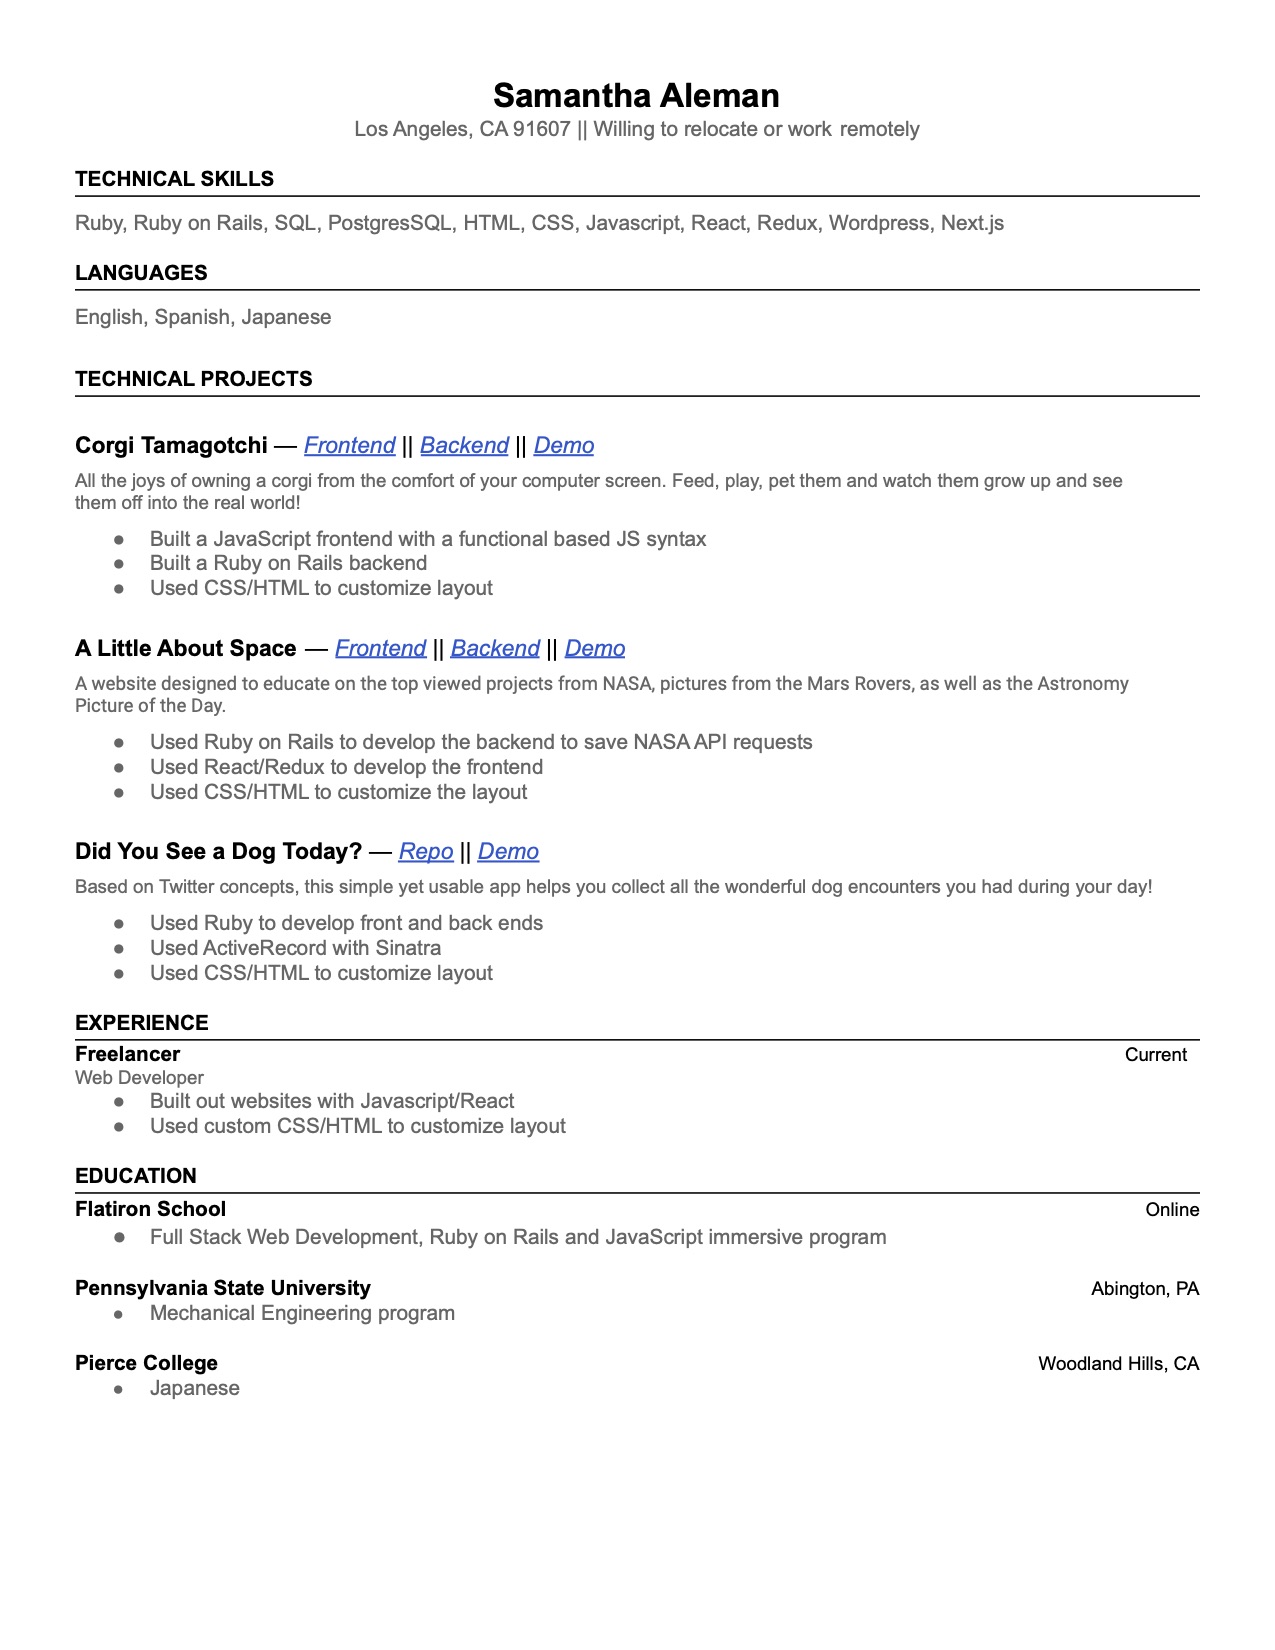 Samantha Aleman
Los Angeles, CA 91607 || Willing to relocate or work remotely
TECHNICAL SKILLS
Ruby, Ruby on Rails, SQL, PostgresSQL, HTML, CSS, Javascript, React, Redux, Wordpress, Next.js
LANGUAGES
English, Spanish, Japanese
TECHNICAL PROJECTS
Corgi Tamagotchi — Frontend || Backend || Demo
All the joys of owning a corgi from the comfort of your computer screen. Feed, play, pet them and watch them grow up and see
them off into the real world!
● Built a JavaScript frontend with a functional based JS syntax
● Built a Ruby on Rails backend
● Used CSS/HTML to customize layout
A Little About Space — Frontend || Backend || Demo
A website designed to educate on the top viewed projects from NASA, pictures from the Mars Rovers, as well as the Astronomy
Picture of the Day.
● Used Ruby on Rails to develop the backend to save NASA API requests
● Used React/Redux to develop the frontend
● Used CSS/HTML to customize the layout
Did You See a Dog Today? — Repo || Demo
Based on Twitter concepts, this simple yet usable app helps you collect all the wonderful dog encounters you had during your day!
● Used Ruby to develop front and back ends
● Used ActiveRecord with Sinatra
● Used CSS/HTML to customize layout
EXPERIENCE
Freelancer Current
Web Developer
● Built out websites with Javascript/React
● Used custom CSS/HTML to customize layout
EDUCATION
Flatiron School Online
● Full Stack Web Development, Ruby on Rails and JavaScript immersive program
Pennsylvania State University Abington, PA
● Mechanical Engineering program
Pierce College Woodland Hills, CA
● Japanese